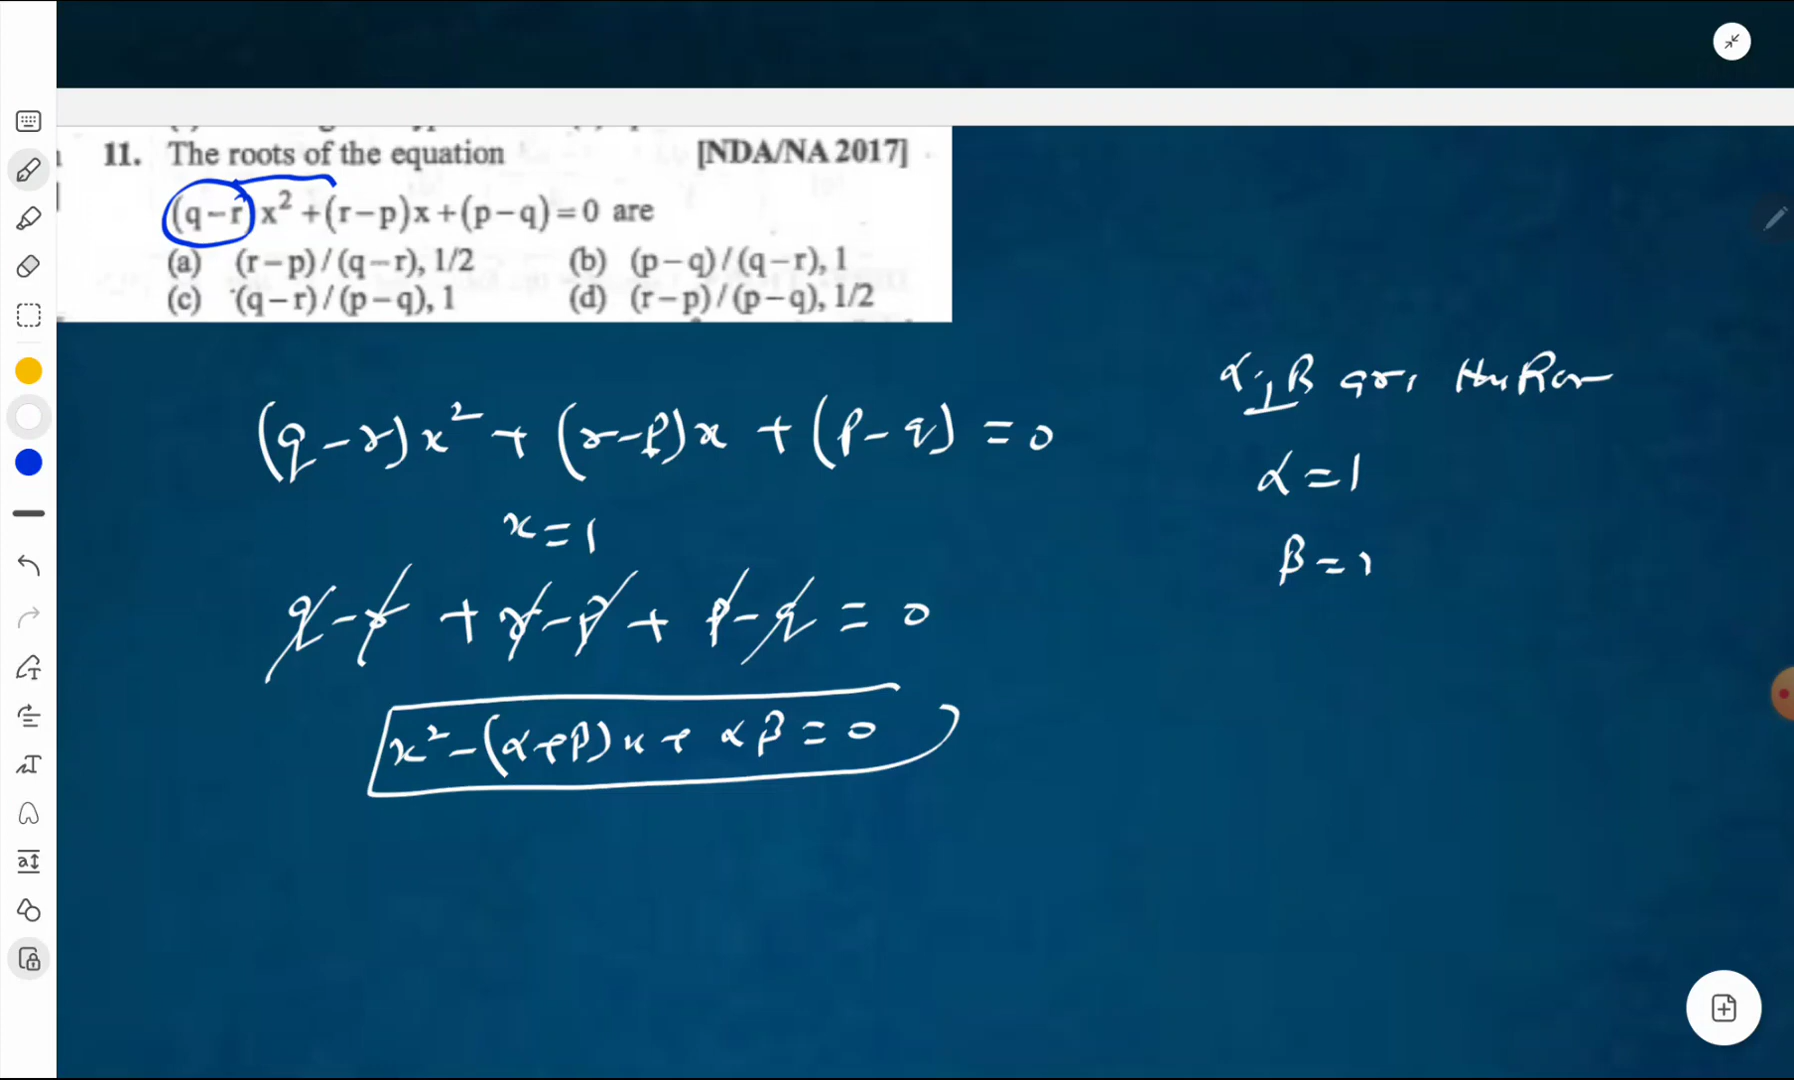 11. The roots of the equation [NDA/NA 2017]
(q−r)x² +(r−p)x+(p−q)=0 are
(a) (r−p)/(q−r), 1/2 (b) (p−q)/(q−r), 1
(c) (q−r)/(p−q), 1 (d) (r−p)/(p−q), 1/2
(q−r)x² + (r−p)x + (p−q) = 0
x = 1
q−r + r−p + p−q = 0
x² − (α+β)x + αβ = 0
α, β are
α = 1
β =